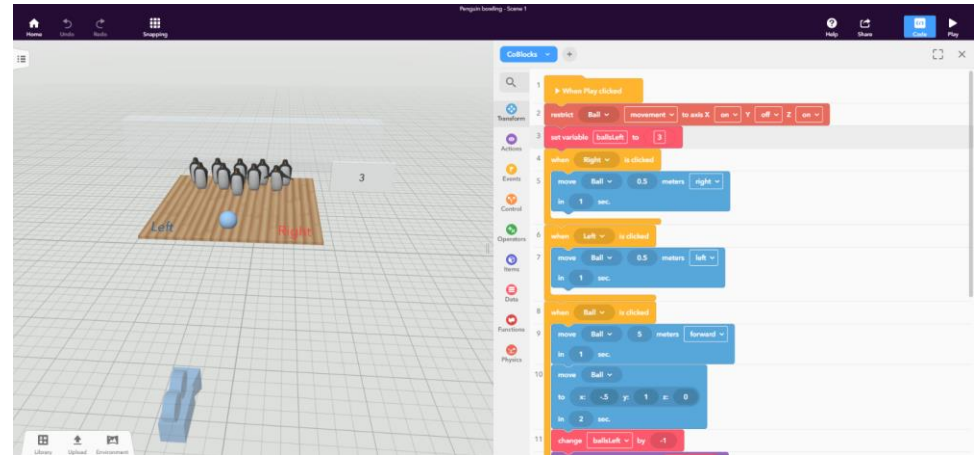 Penguin bowling - Scene 1
Home Undo Redo Snapping Help Share Code Play
CoBlocks
1 When Play clicked
Transform
2 restrict Ball movement to axis X on Y off Z on
3 set variable ballsLeft to 3
Actions
4 when Right is clicked
Events
5 move Ball 0.5 meters right
in 1 sec.
Control
Operators
6 when Left is clicked
7 move Ball 0.5 meters left
in 1 sec.
Items
Data
8 when Ball is clicked
Functions
9 move Ball 5 meters forward
in 1 sec.
Physics
10 move Ball
to x: -.5 y: 1 z: 0
in 2 sec.
11 change ballsLeft by -1
3
Left Right
Library Upload Environment